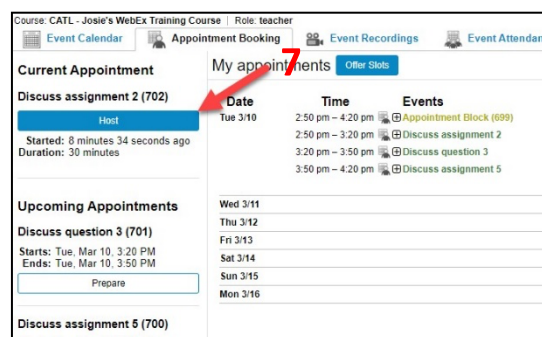 Course: CATL - Josie's WebEx Training Course | Role: teacher
Event Calendar Appointment Booking Event Recordings Event Attendan
Current Appointment
Discuss assignment 2 (702)
Host
Started: 8 minutes 34 seconds ago
Duration: 30 minutes
Upcoming Appointments
Discuss question 3 (701)
Starts: Tue, Mar 10, 3:20 PM
Ends: Tue, Mar 10, 3:50 PM
Prepare
Discuss assignment 5 (700)
My appointments Offer Slots
7
Date Time Events
Tue 3/10 2:50 pm – 4:20 pm Appointment Block (699)
2:50 pm – 3:20 pm Discuss assignment 2
3:20 pm – 3:50 pm Discuss question 3
3:50 pm – 4:20 pm Discuss assignment 5
Wed 3/11
Thu 3/12
Fri 3/13
Sat 3/14
Sun 3/15
Mon 3/16